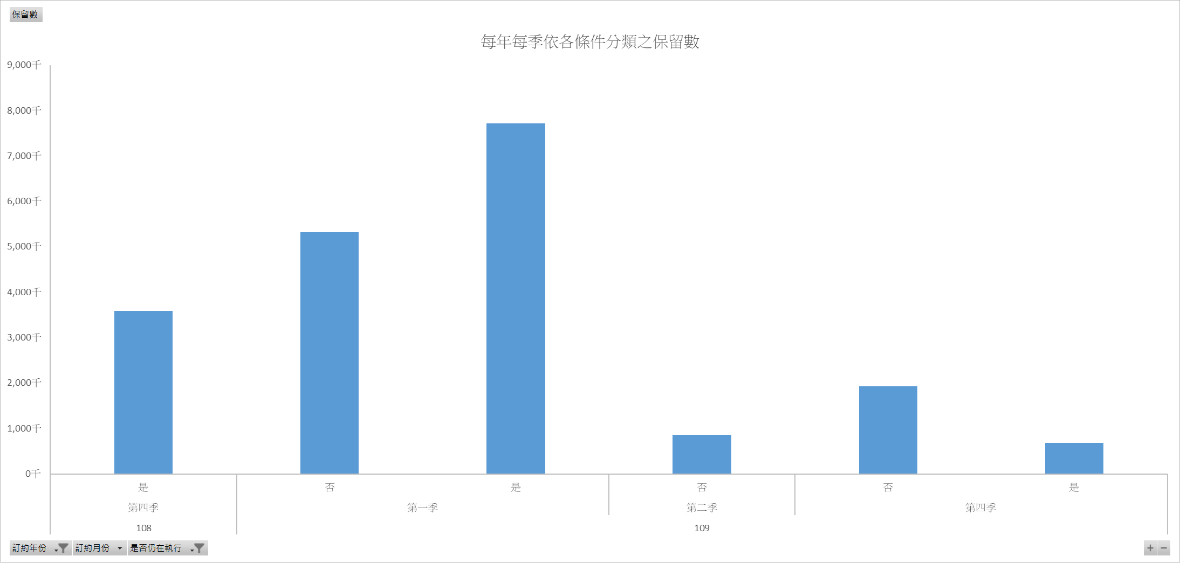 保留數
每年每季依各條件分類之保留數
9,000千
8,000千
7,000千
6,000千
5,000千
4,000千
3,000千
2,000千
1,000千
0千
是 否 是 否 否 是
第四季 第一季 第二季 第四季
108 109
訂約年份 訂約月份 是否仍在執行
+ −